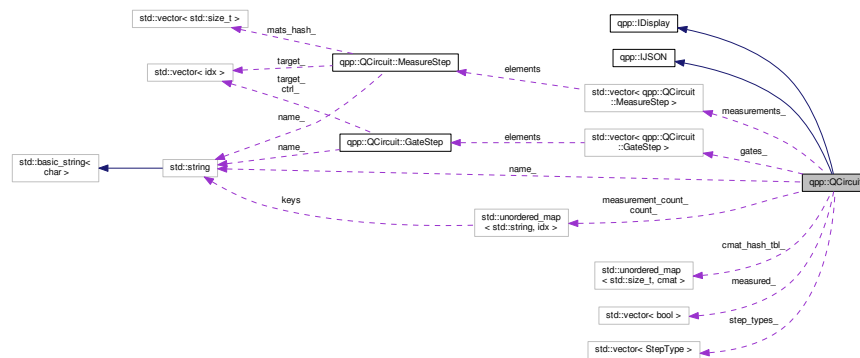 std::vector< std::size_t >
mats_hash_
qpp::IDisplay
qpp::IJSON
qpp::QCircuit::MeasureStep
target_
std::vector< idx >
elements
target_
ctrl_
std::vector< qpp::QCircuit
::MeasureStep >
measurements_
name_
qpp::QCircuit::GateStep
elements
std::vector< qpp::QCircuit
::GateStep >
name_
gates_
std::basic_string<
char >
std::string
name_
qpp::QCircuit
keys
measurement_count_
count_
std::unordered_map
< std::string, idx >
cmat_hash_tbl_
std::unordered_map
< std::size_t, cmat >
measured_
std::vector< bool >
step_types_
std::vector< StepType >